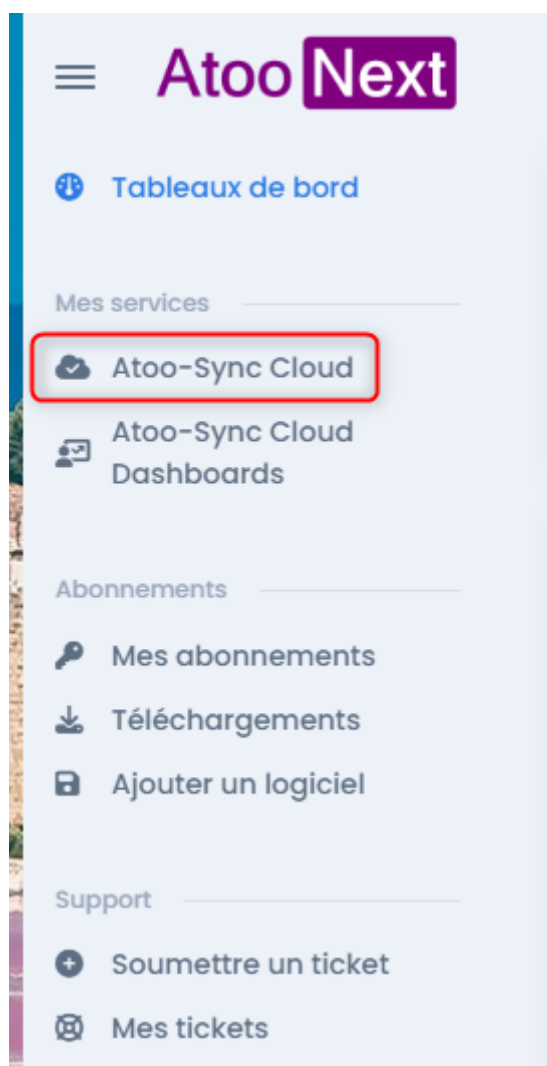 Atoo Next
Tableaux de bord
Mes services
Atoo-Sync Cloud
Atoo-Sync Cloud
Dashboards
Abonnements
Mes abonnements
Téléchargements
Ajouter un logiciel
Support
Soumettre un ticket
Mes tickets